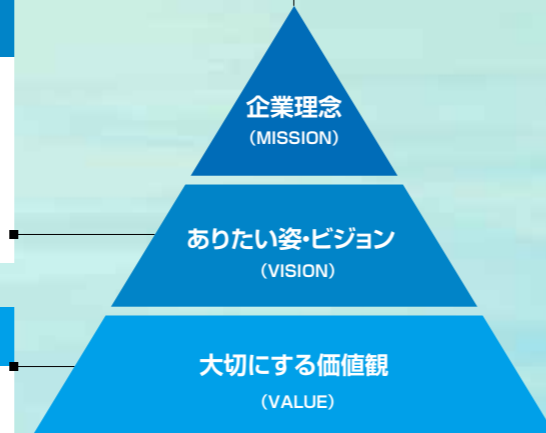 企業理念
(MISSION)
ありたい姿・ビジョン
(VISION)
大切にする価値観
(VALUE)